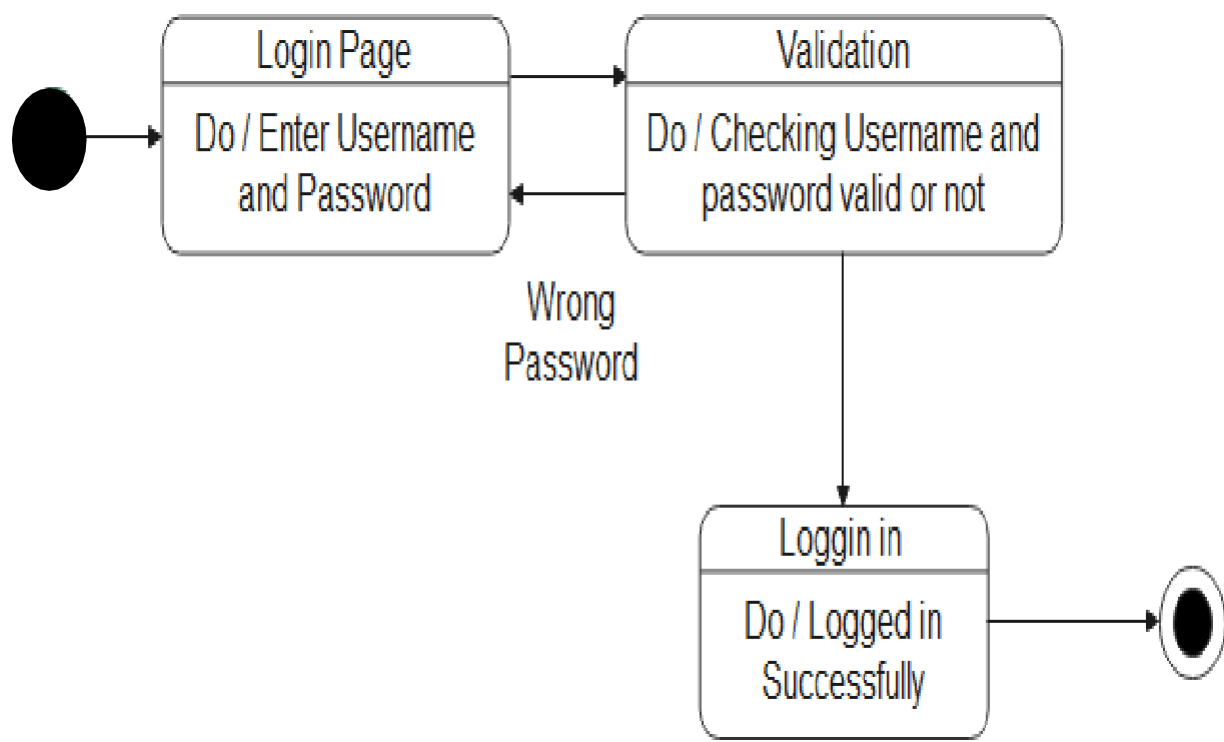 Login Page
Do / Enter Username
and Password
Validation
Do / Checking Username and
password valid or not
Wrong
Password
Loggin in
Do / Logged in
Successfully